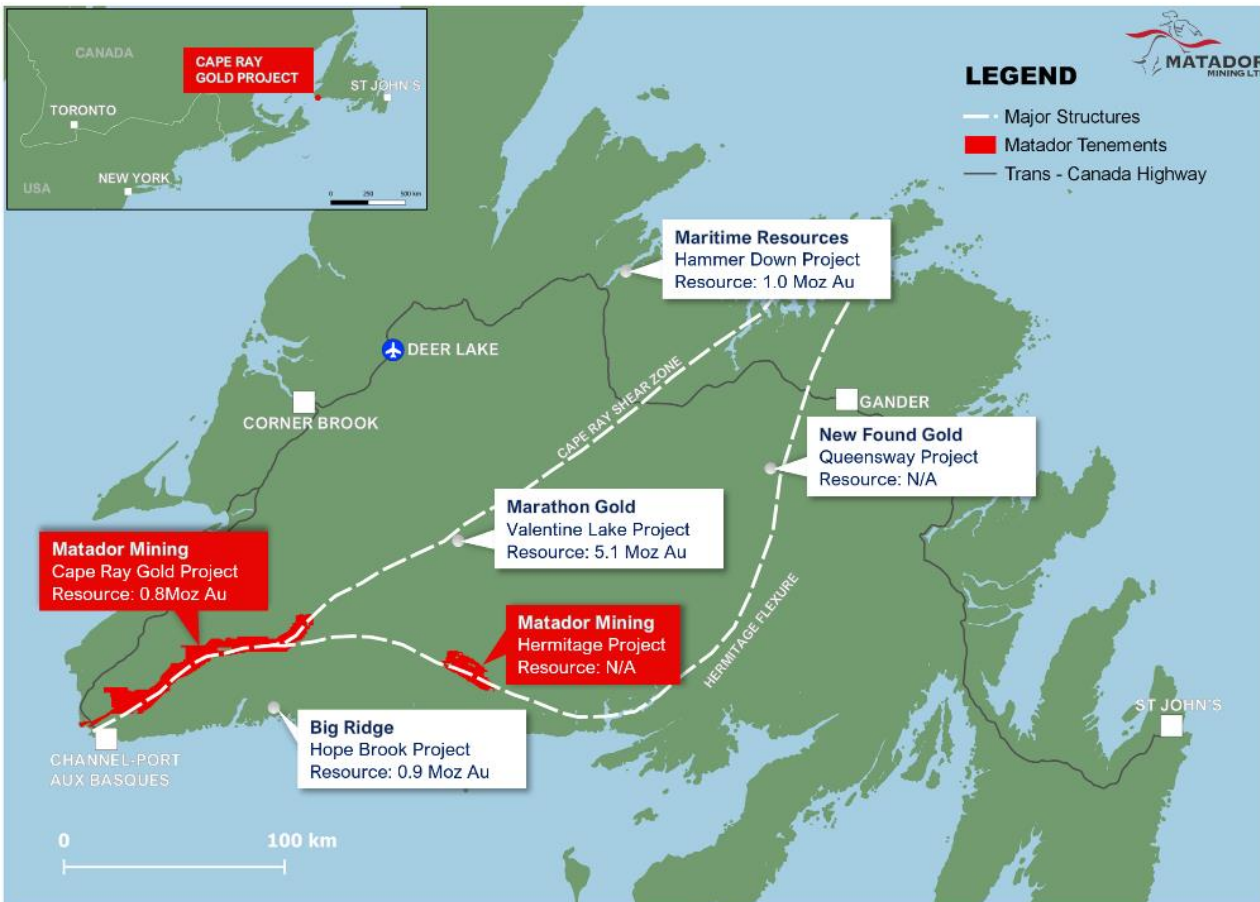 CANADA
CAPE RAY
GOLD PROJECT
ST JOHN'S
TORONTO
NEW YORK
USA
0 250 500 km
MATADOR
MINING LTD
LEGEND
Major Structures
Matador Tenements
Trans - Canada Highway
Maritime Resources
Hammer Down Project
Resource: 1.0 Moz Au
DEER LAKE
CORNER BROOK
CAPE RAY SHEAR ZONE
GANDER
New Found Gold
Queensway Project
Resource: N/A
Marathon Gold
Valentine Lake Project
Resource: 5.1 Moz Au
Matador Mining
Cape Ray Gold Project
Resource: 0.8Moz Au
Matador Mining
Hermitage Project
Resource: N/A
HERMITAGE FLEXURE
Big Ridge
Hope Brook Project
Resource: 0.9 Moz Au
ST JOHN'S
CHANNEL-PORT
AUX BASQUES
0 100 km